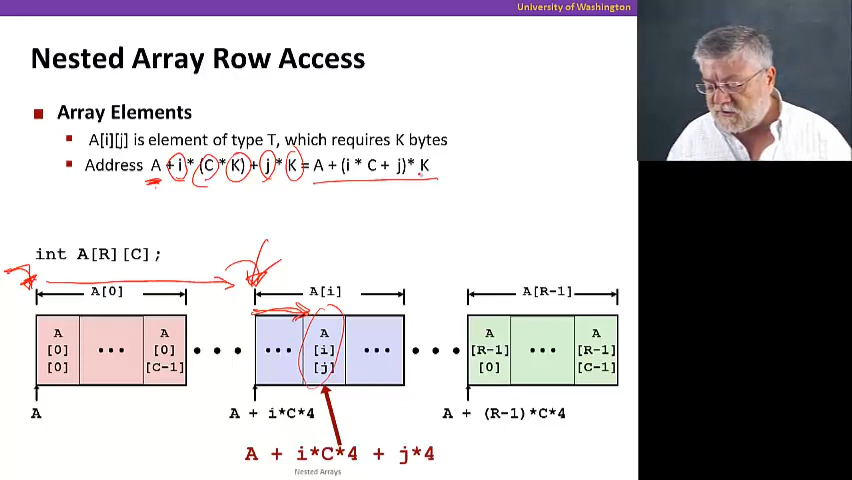 University of Washington
Nested Array Row Access
Array Elements
A[i][j] is element of type T, which requires K bytes
Address A + i * (C * K) + j * K = A + (i * C + j)* K
int A[R][C];
A[0] A[i] A[R-1]
A ••• A A A
[0] [0] ••• ••• [i] ••• ••• [R-1] ••• [R-1]
[0] [C-1] [j] [0] [C-1]
A A + i*C*4 A + (R-1)*C*4
A + i*C*4 + j*4
Nested Arrays